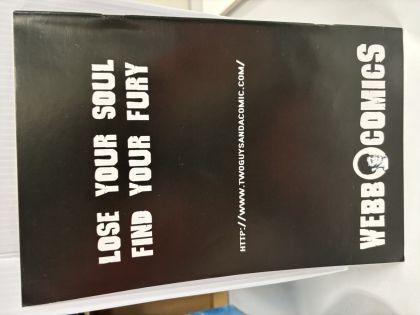 LOSE YOUR SOUL
FIND YOUR FURY
HTTP://WWW.TWOGUYSANDACOMIC.COM/
WEBB COMICS